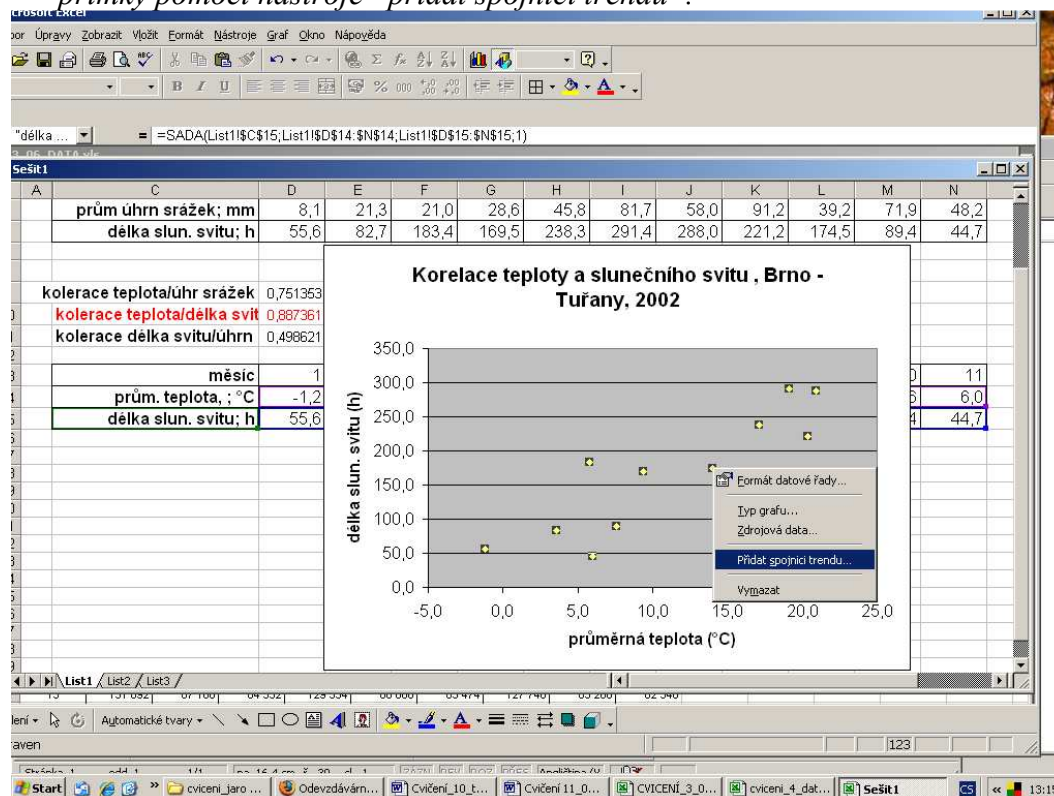 přímky pomocí nástroje "přidat spojnici trendu".
Úpravy Zobrazit Vložit Formát Nástroje Graf Okno Nápověda
"délka ... = =SADA(List1!$C$15;List1!$D$14:$N$14;List1!$D$15:$N$15;1)
Sešit1
A C D E F G H I J K L M N
prům úhrn srážek; mm 8,1 21,3 21,0 28,6 45,8 81,7 58,0 91,2 39,2 71,9 48,2
délka slun. svitu; h 55,6 82,7 183,4 169,5 238,3 291,4 288,0 221,2 174,5 89,4 44,7
kolerace teplota/úhr srážek 0,751353
kolerace teplota/délka svit 0,887361
kolerace délka svitu/úhrn 0,498621
měsíc 1 11
prům. teplota, ; °C -1,2 6,0
délka slun. svitu; h 55,6 44,7
Korelace teploty a slunečního svitu , Brno -
Tuřany, 2002
délka slun. svitu (h)
350,0
300,0
250,0
200,0
150,0
100,0
50,0
0,0
-5,0 0,0 5,0 10,0 15,0 20,0 25,0
průměrná teplota (°C)
Formát datové řady...
Typ grafu...
Zdrojová data...
Přidat spojnici trendu...
Vymazat
List1 List2 List3
Automatické tvary
123
Start cviceni_jaro ... Odevzdávárn... Cvičení_10_t... Cvičení 11_0... CVICENÍ_3_0... cviceni_4_dat... Sešit1 CS « 13:15